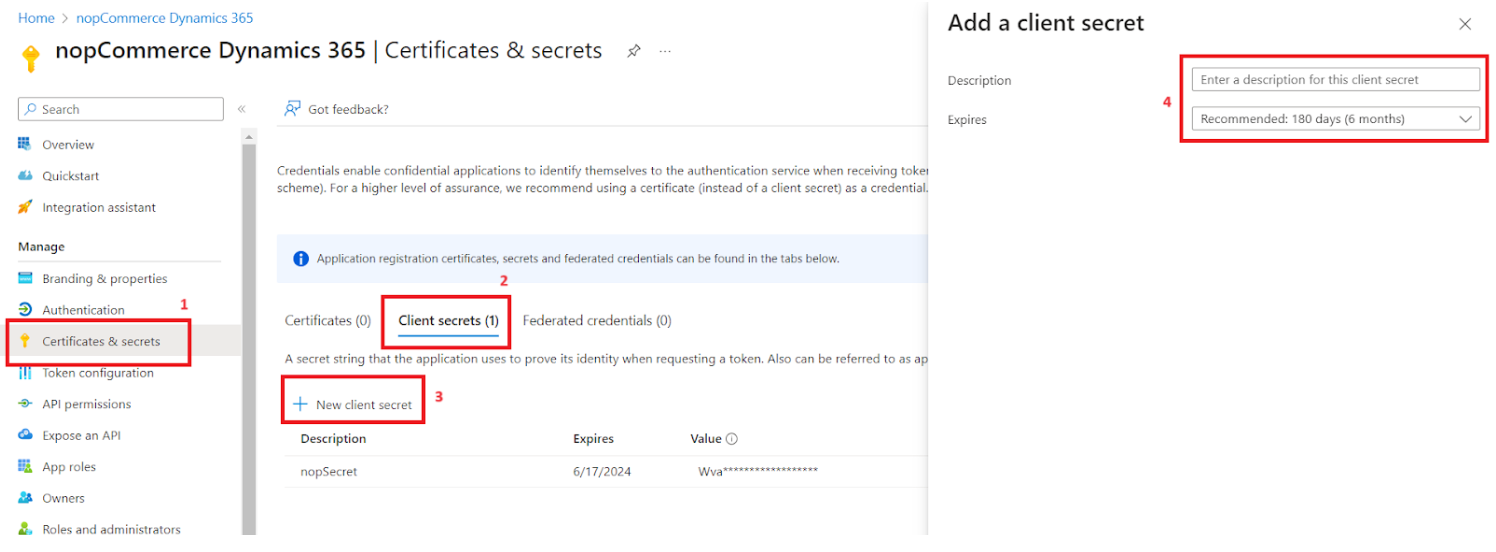 Home > nopCommerce Dynamics 365
nopCommerce Dynamics 365 | Certificates & secrets
Search
Overview
Quickstart
Integration assistant
Manage
Branding & properties
Authentication
1
Certificates & secrets
Token configuration
API permissions
Expose an API
App roles
Owners
Roles and administrators
Got feedback?
Credentials enable confidential applications to identify themselves to the authentication service when receiving token
scheme). For a higher level of assurance, we recommend using a certificate (instead of a client secret) as a credential.
Application registration certificates, secrets and federated credentials can be found in the tabs below.
2
Certificates (0) Client secrets (1) Federated credentials (0)
A secret string that the application uses to prove its identity when requesting a token. Also can be referred to as ap
New client secret
3
Description Expires Value
nopSecret 6/17/2024 Wva******************
Add a client secret
Description Enter a description for this client secret
4
Expires Recommended: 180 days (6 months)